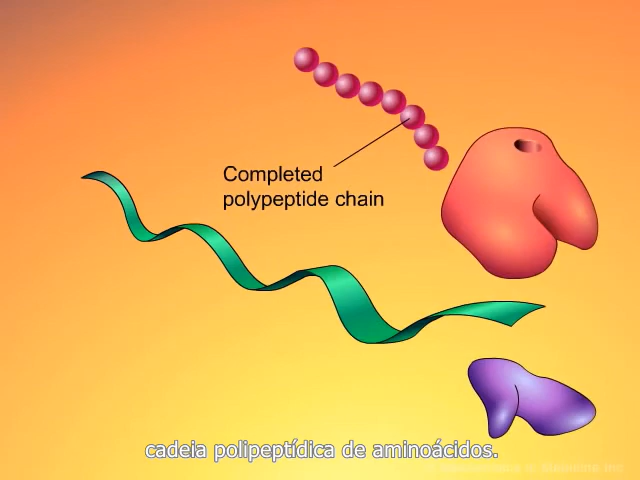 Completed
polypeptide chain
cadeia polipeptídica de aminoácidos.